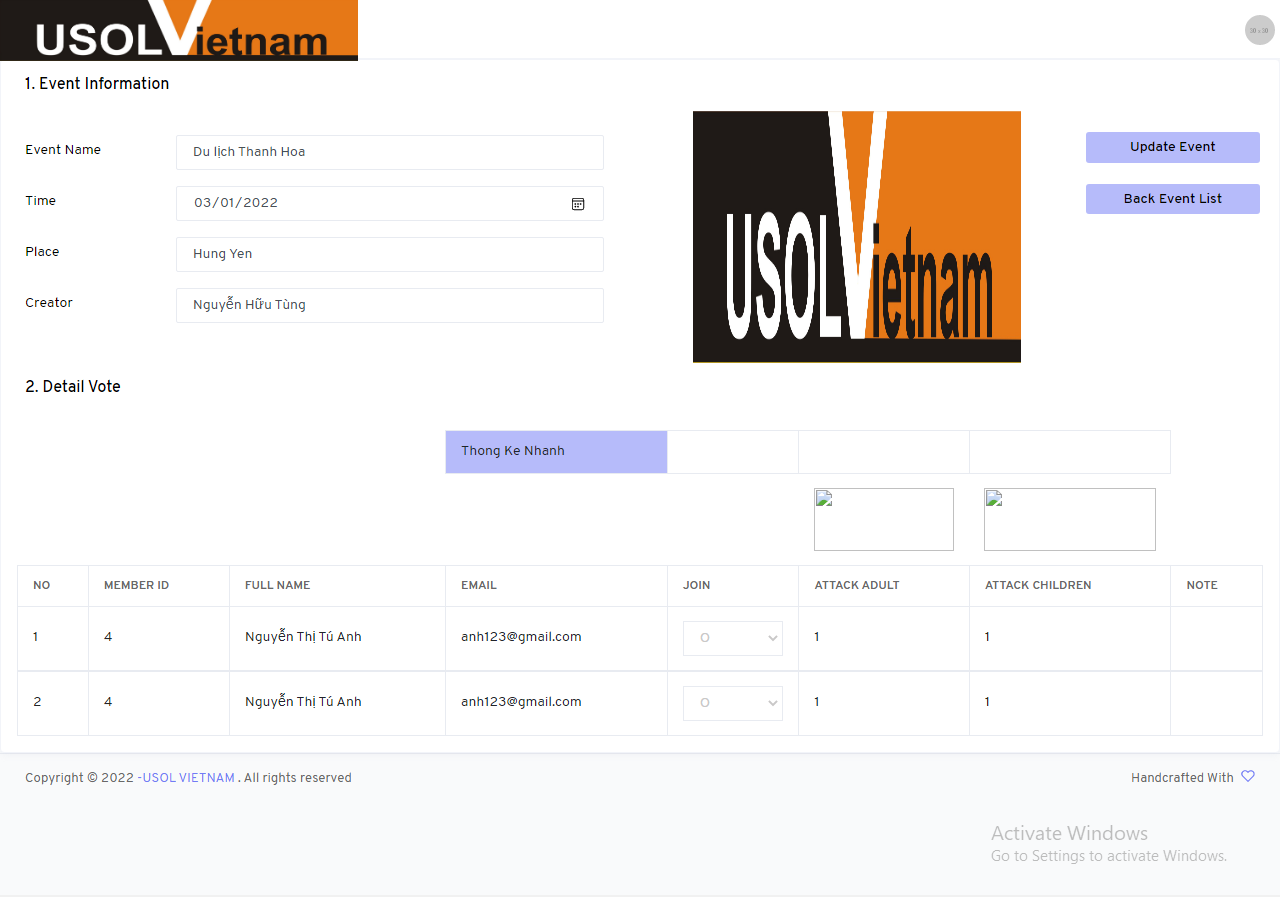 USOLVietnam
1. Event Information
Event Name
Du lịch Thanh Hoa
Time
03/01/2022
Place
Hung Yen
Creator
Nguyễn Hữu Tùng
USOLVietnam
Update Event
Back Event List
2. Detail Vote
Thong Ke Nhanh
NO MEMBER ID FULL NAME EMAIL JOIN ATTACK ADULT ATTACK CHILDREN NOTE
1 4 Nguyễn Thị Tú Anh anh123@gmail.com O 1 1
2 4 Nguyễn Thị Tú Anh anh123@gmail.com O 1 1
Copyright © 2022 -USOL VIETNAM . All rights reserved
Handcrafted With
Activate Windows
Go to Settings to activate Windows.